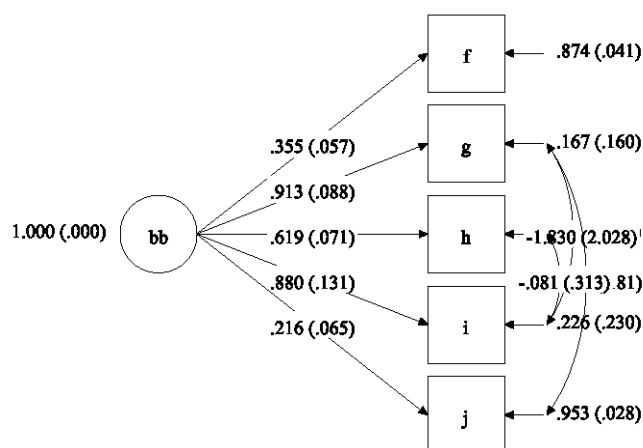 f
.874 (.041)
.355 (.057)
g
.167 (.160)
.913 (.088)
1.000 (.000)
bb
.619 (.071)
h
-1.830 (2.028)
.880 (.131)
-.081 (.313)
.81)
.216 (.065)
i
.226 (.230)
j
.953 (.028)